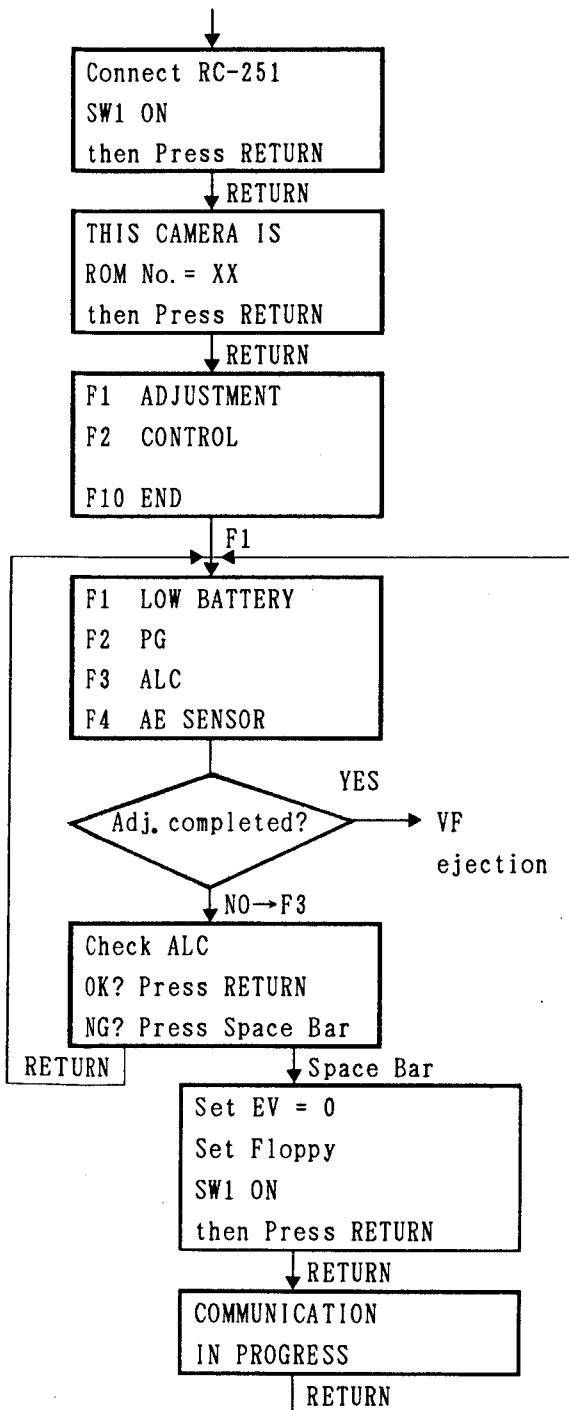 Connect RC-251
SW1 ON
then Press RETURN
RETURN
THIS CAMERA IS
ROM No.= XX
then Press RETURN
RETURN
F1 ADJUSTMENT
F2 CONTROL
F10 END
F1
F1 LOW BATTERY
F2 PG
F3 ALC
F4 AE SENSOR
YES
Adj. completed?
VF
ejection
NO→F3
Check ALC
OK? Press RETURN
NG? Press Space Bar
RETURN
Space Bar
Set EV = 0
Set Floppy
SW1 ON
then Press RETURN
RETURN
COMMUNICATION
IN PROGRESS
RETURN